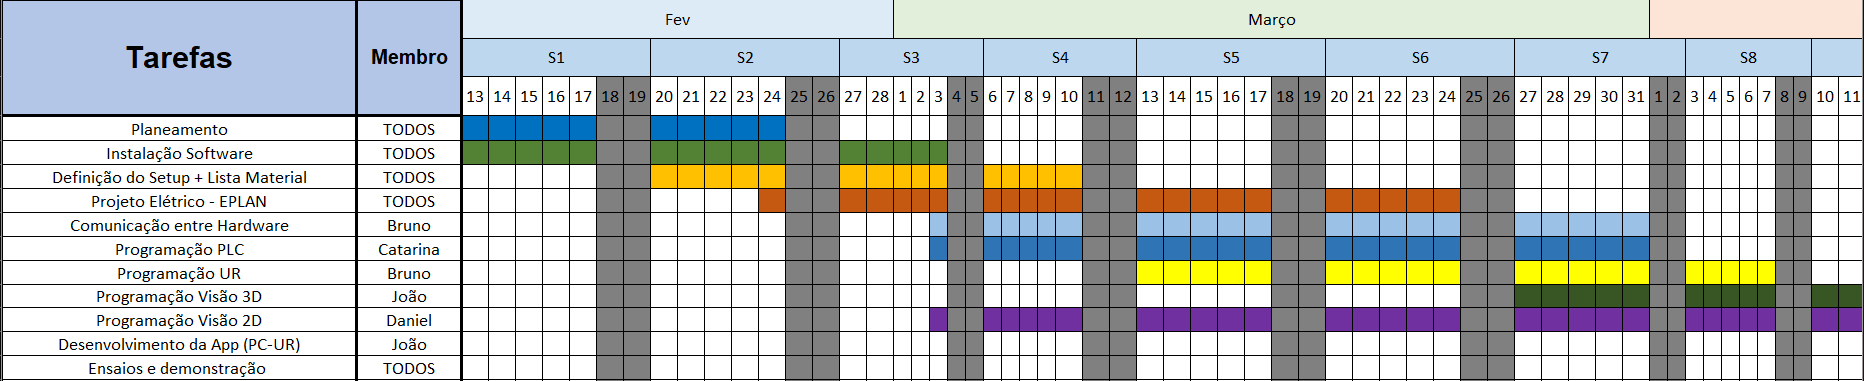 Fev Março
Tarefas Membro S1 S2 S3 S4 S5 S6 S7 S8
13 14 15 16 17 18 19 20 21 22 23 24 25 26 27 28 1 2 3 4 5 6 7 8 9 10 11 12 13 14 15 16 17 18 19 20 21 22 23 24 25 26 27 28 29 30 31 1 2 3 4 5 6 7 8 9 10 11
Planeamento TODOS
Instalação Software TODOS
Definição do Setup + Lista Material TODOS
Projeto Elétrico - EPLAN TODOS
Comunicação entre Hardware Bruno
Programação PLC Catarina
Programação UR Bruno
Programação Visão 3D João
Programação Visão 2D Daniel
Desenvolvimento da App (PC-UR) João
Ensaios e demonstração TODOS